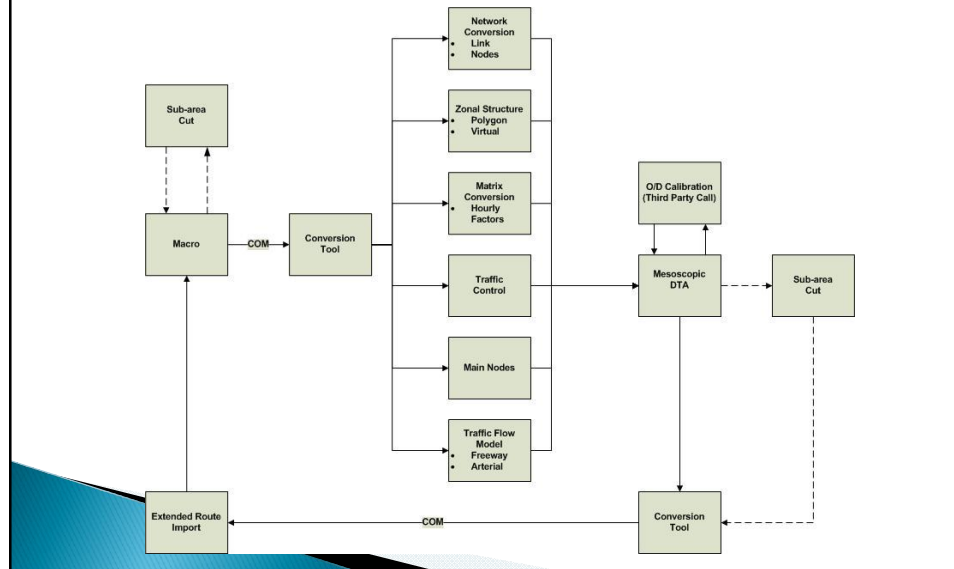 Network
Conversion
• Link
• Nodes
Sub-area
Cut
Zonal Structure
• Polygon
• Virtual
Matrix
Conversion
• Hourly
Factors
O/D Calibration
(Third Party Call)
Macro
COM
Conversion
Tool
Traffic
Control
Mesoscopic
DTA
Sub-area
Cut
Main Nodes
Traffic Flow
Model
• Freeway
• Arterial
Extended Route
Import
COM
Conversion
Tool